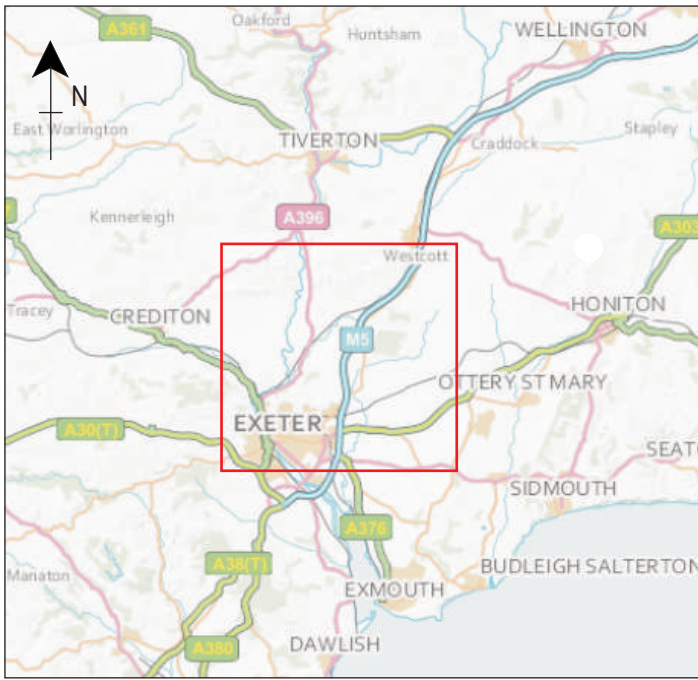 Oakford
WELLINGTON
A361
Huntsham
N
East Worlington
Stapley
TIVERTON
Craddock
Kennerleigh
A396
A303
Westcott
Tracey
CREDITON
HONITON
M5
OTTERY ST MARY
EXETER
A30(T)
SEATO
SIDMOUTH
A376
A38(T)
BUDLEIGH SALTERTON
Manaton
EXMOUTH
DAWLISH
A380